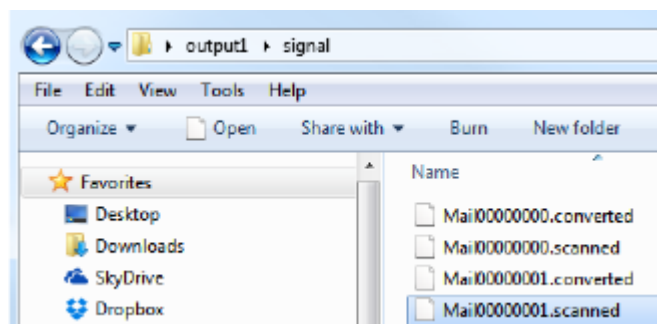 output1 signal
File Edit View Tools Help
Organize Open Share with Burn New folder
Favorites
Desktop
Downloads
SkyDrive
Dropbox
Name
Mail00000000.converted
Mail00000000.scanned
Mail00000001.converted
Mail00000001.scanned